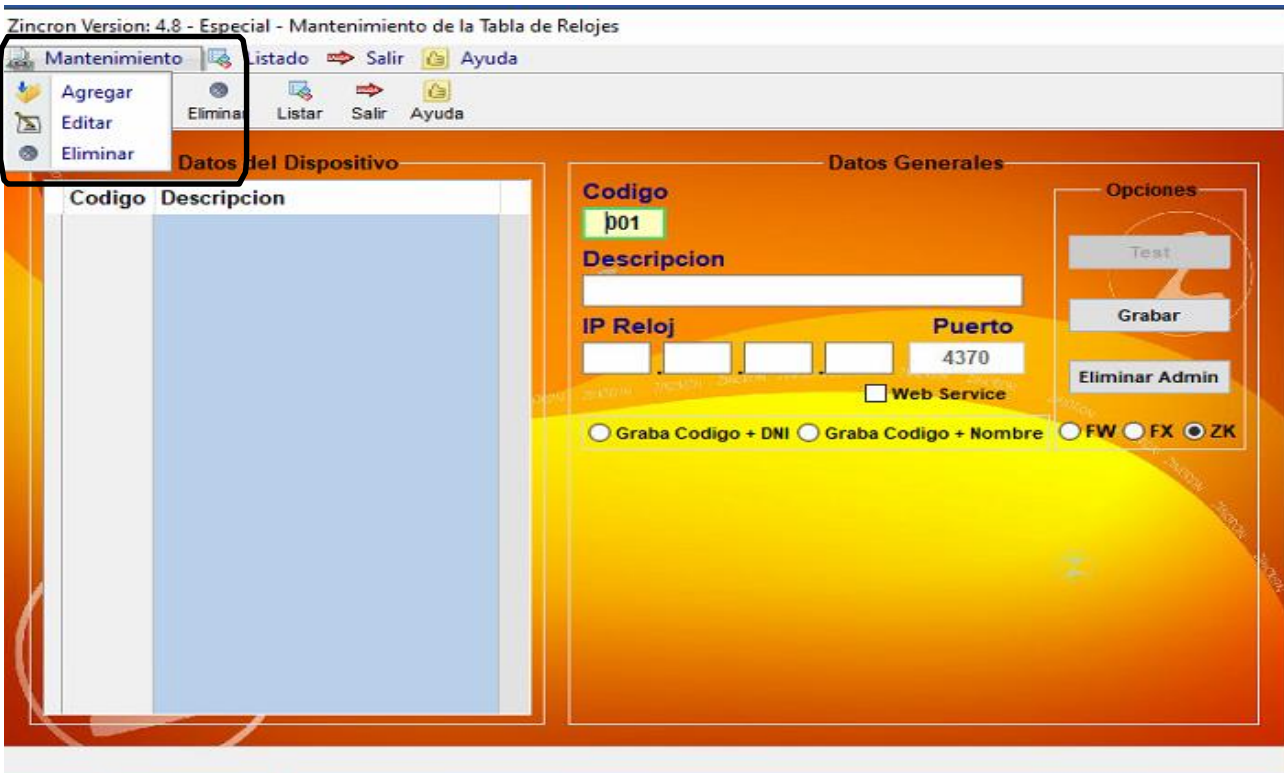 Zincron Version: 4.8 - Especial - Mantenimiento de la Tabla de Relojes
Mantenimiento Listado Salir Ayuda
Agregar
Editar
Eliminar
Eliminar Listar Salir Ayuda
Datos del Dispositivo
Codigo Descripcion
Datos Generales
Codigo
001
Descripcion
IP Reloj Puerto
. . . 4370
Web Service
Graba Codigo + DNI Graba Codigo + Nombre
Opciones
Test
Grabar
Eliminar Admin
FW FX ZK